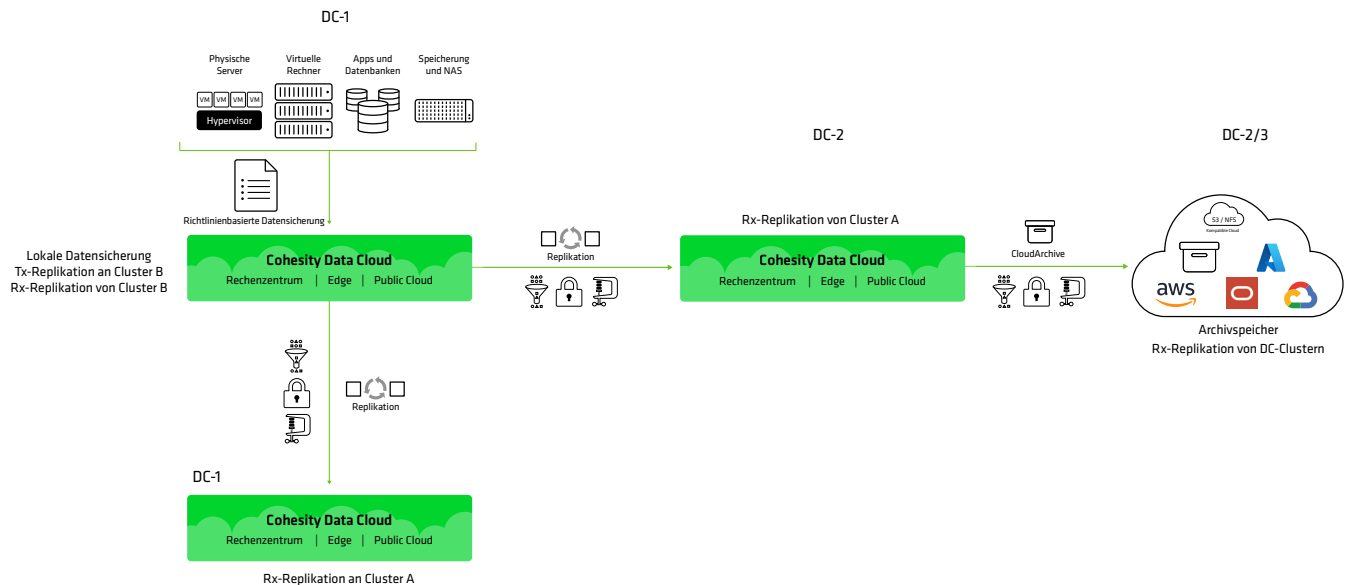 DC-1
Physische
Server
Virtuelle
Rechner
Apps und
Datenbanken
Speicherung
und NAS
VM VM VM VM
Hypervisor
Richtlinienbasierte Datensicherung
Lokale Datensicherung
Tx-Replikation an Cluster B
Rx-Replikation von Cluster B
Cohesity Data Cloud
Rechenzentrum | Edge | Public Cloud
Replikation
DC-2
Rx-Replikation von Cluster A
Cohesity Data Cloud
Rechenzentrum | Edge | Public Cloud
CloudArchive
DC-2/3
S3 / NFS
Kompatible Cloud
aws
Archivspeicher
Rx-Replikation von DC-Clustern
Replikation
DC-1
Cohesity Data Cloud
Rechenzentrum | Edge | Public Cloud
Rx-Replikation an Cluster A